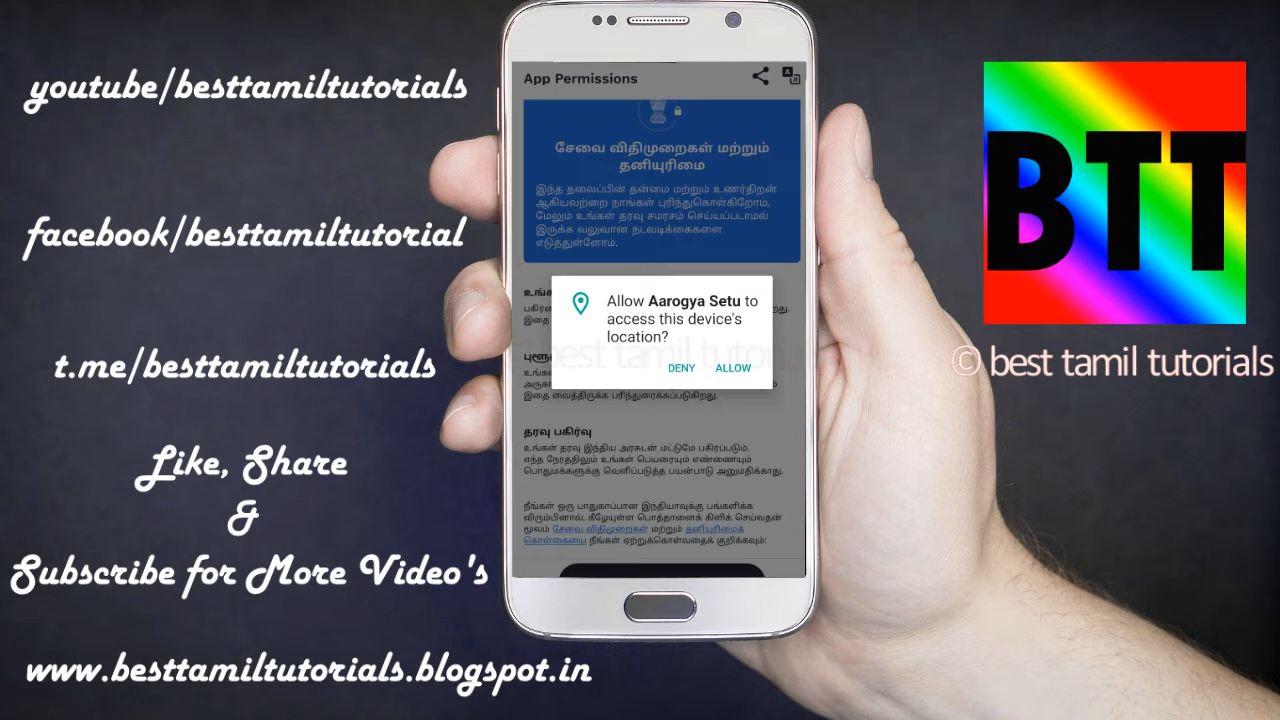 youtube/besttamiltutorials
facebook/besttamiltutorial
t.me/besttamiltutorials
Like, Share
&
Subscribe for More Video's
www.besttamiltutorials.blogspot.in
App Permissions
சேவை விதிமுறைகள் மற்றும்
தனியுரிமை
இந்த தலைப்பின் தன்மை மற்றும் உணர்திறன்
ஆகியவற்றை நாங்கள் புரிந்துகொள்கிறோம்,
மேலும் உங்கள் தரவு சமரசம் செய்யப்படாமல்
இருக்க வலுவான நடவடிக்கைகளை
எடுத்துள்ளோம்.
Allow Aarogya Setu to
access this device's
location?
best tamil tutorials
DENY ALLOW
இதை வைத்திருக்க பரிந்துரைக்கப்படுகிறது.
தரவு பகிர்வு
உங்கள் தரவு இந்திய அரசுடன் மட்டுமே பகிரப்படும்.
எந்த நேரத்திலும் உங்கள் பெயரையும் எண்ணையும்
பொதுமக்களுக்கு வெளிப்படுத்த பயன்பாடு அனுமதிக்காது.
நீங்கள் ஒரு பாதுகாப்பான இந்தியாவுக்கு பங்களிக்க
விரும்பினால், கீழேயுள்ள பொத்தானைக் கிளிக் செய்வதன்
மூலம் சேவை விதிமுறைகள் மற்றும் தனியுரிமைக்
கொள்கையை நீங்கள் ஏற்றுக்கொள்வதைக் குறிக்கவும்:
BTT
© best tamil tutorials